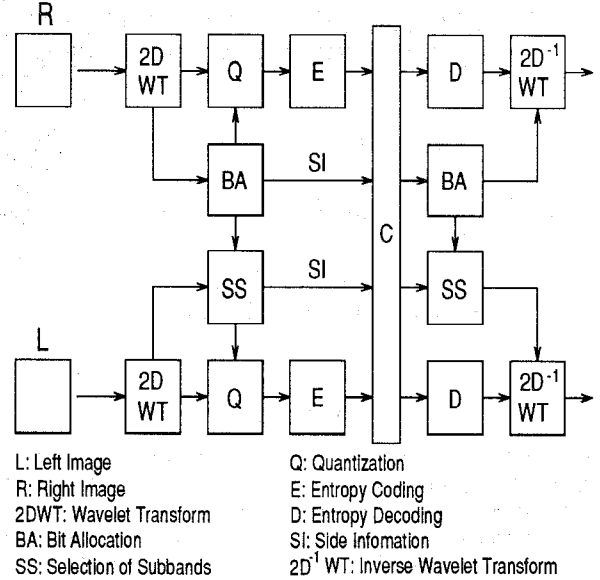 R
2D WT
Q
E
D
2D⁻¹ WT
BA
SI
BA
C
SS
SI
SS
L
2D WT
Q
E
D
2D⁻¹ WT
L: Left Image
R: Right Image
2DWT: Wavelet Transform
BA: Bit Allocation
SS: Selection of Subbands
Q: Quantization
E: Entropy Coding
D: Entropy Decoding
SI: Side Infomation
2D⁻¹ WT: Inverse Wavelet Transform